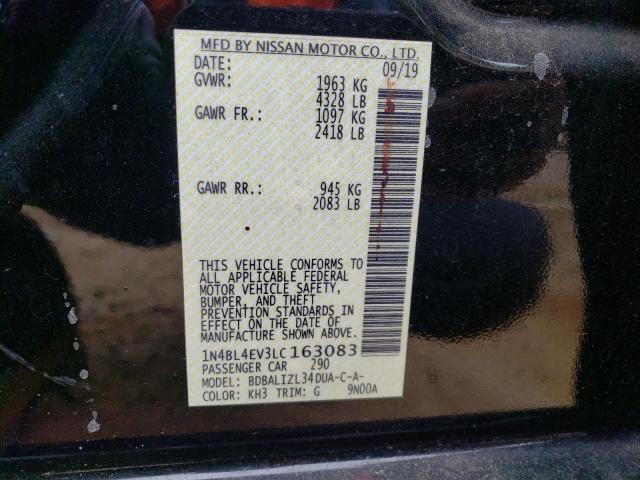 MFD BY NISSAN MOTOR CO., LTD.
DATE: 09/19
GVWR: 1963 KG
4328 LB
GAWR FR.: 1097 KG
2418 LB
GAWR RR.: 945 KG
2083 LB
THIS VEHICLE CONFORMS TO
ALL APPLICABLE FEDERAL
MOTOR VEHICLE SAFETY,
BUMPER, AND THEFT
PREVENTION STANDARDS IN
EFFECT ON THE DATE OF
MANUFACTURE SHOWN ABOVE.
1N4BL4EV3LC163083
PASSENGER CAR 290
MODEL: BDBALIZL34DUA-C-A-
COLOR: KH3 TRIM: G 9N00A